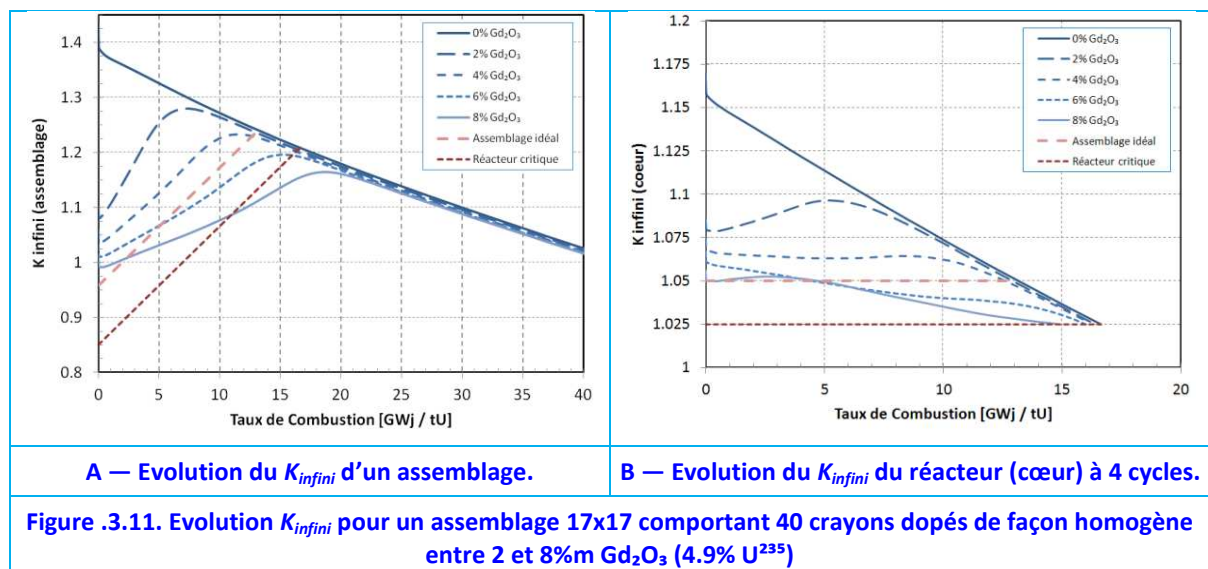 K infini (assemblage)
1.4
1.3
1.2
1.1
1
0.9
0.8
0 5 10 15 20 25 30 35 40
Taux de Combustion [GWj / tU]
0% Gd₂O₃
2% Gd₂O₃
4% Gd₂O₃
6% Gd₂O₃
8% Gd₂O₃
Assemblage idéal
Réacteur critique
K infini (coeur)
1.2
1.175
1.15
1.125
1.1
1.075
1.05
1.025
1
0 5 10 15 20
Taux de Combustion [GWj / tU]
0% Gd₂O₃
2% Gd₂O₃
4% Gd₂O₃
6% Gd₂O₃
8% Gd₂O₃
Assemblage idéal
Réacteur critique
A — Evolution du Kinfini d’un assemblage.
B — Evolution du Kinfini du réacteur (cœur) à 4 cycles.
Figure .3.11. Evolution Kinfini pour un assemblage 17x17 comportant 40 crayons dopés de façon homogène
entre 2 et 8%m Gd₂O₃ (4.9% U²³⁵)